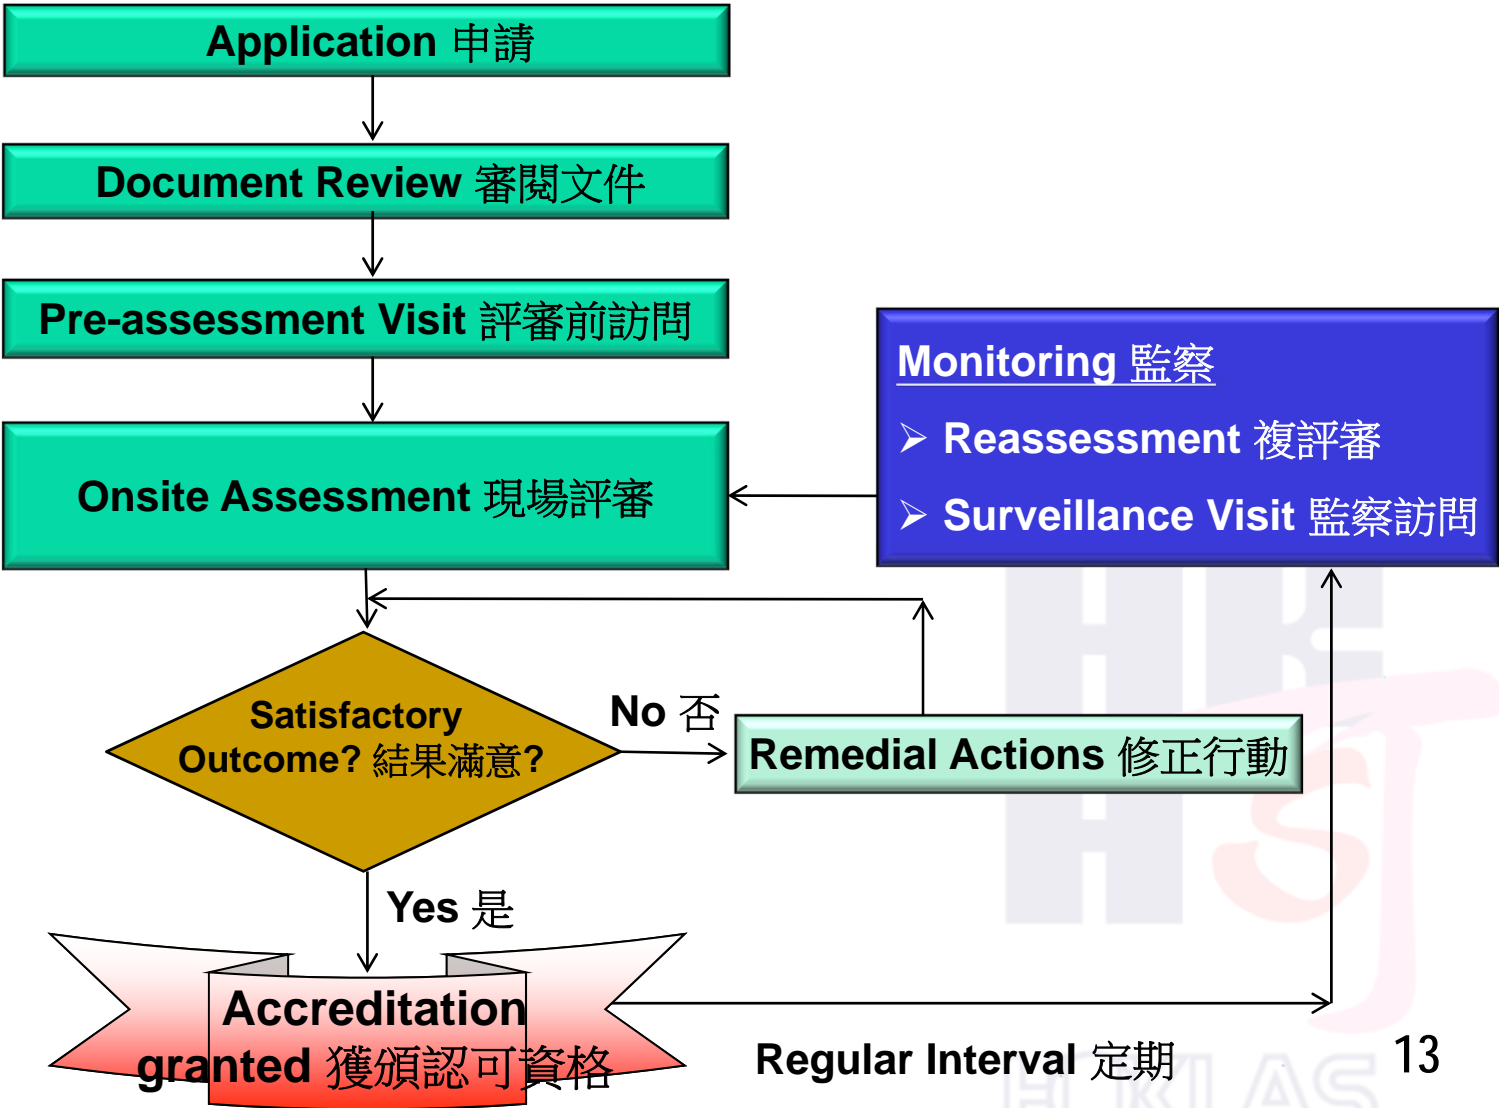 Application 申請
Document Review 審閱文件
Pre-assessment Visit 評審前訪問
Onsite Assessment 現場評審
Monitoring 監察
➢ Reassessment 複評審
➢ Surveillance Visit 監察訪問
Satisfactory
Outcome? 結果滿意?
No 否
Remedial Actions 修正行動
Yes 是
Accreditation
granted 獲頒認可資格
Regular Interval 定期
13
HKLAS